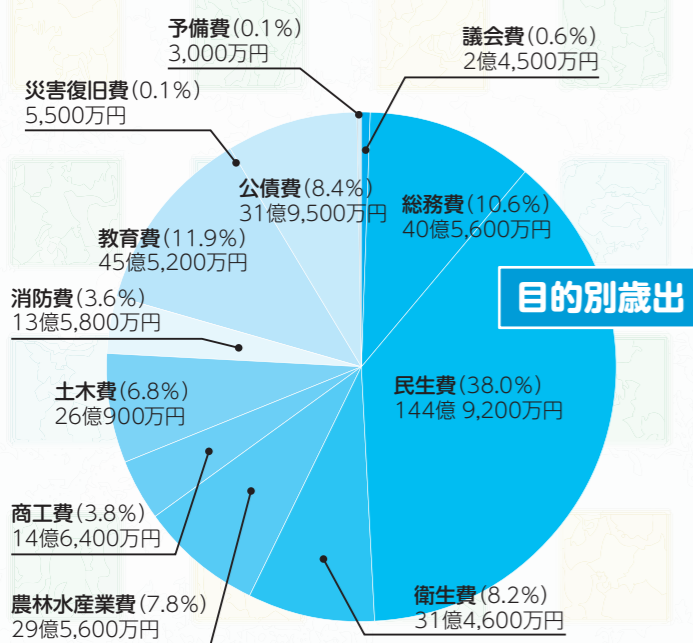 予備費(0.1%)
3,000万円
議会費(0.6%)
2億4,500万円
災害復旧費(0.1%)
5,500万円
公債費(8.4%)
31億9,500万円
総務費(10.6%)
40億5,600万円
教育費(11.9%)
45億5,200万円
目的別歳出
消防費(3.6%)
13億5,800万円
民生費(38.0%)
144億 9,200万円
土木費(6.8%)
26億900万円
商工費(3.8%)
14億6,400万円
農林水産業費(7.8%)
29億5,600万円
衛生費(8.2%)
31億4,600万円